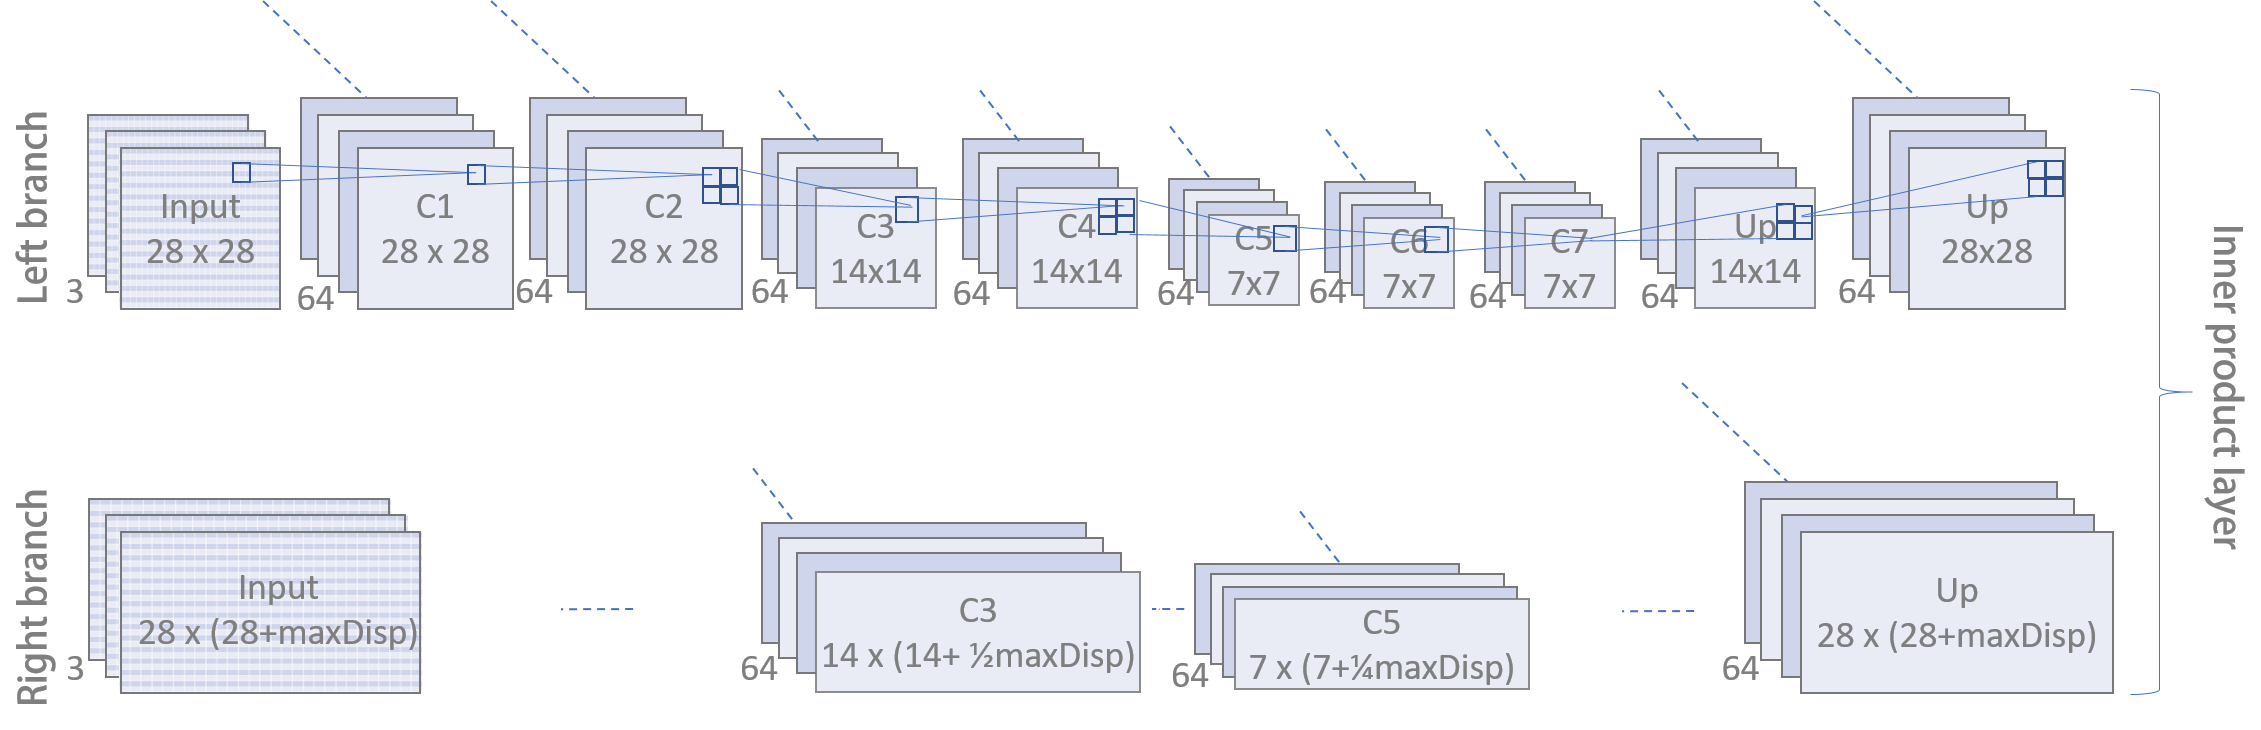 Left branch
Input
28 x 28
3
C1
28 x 28
64
C2
28 x 28
64
C3
14x14
64
C4
14x14
64
C5
7x7
64
C6
7x7
64
C7
7x7
64
Up
14x14
64
Up
28x28
64
Inner product layer
Right branch
Input
28 x (28+maxDisp)
3
C3
14 x (14+ ½maxDisp)
64
C5
7 x (7+¼maxDisp)
64
Up
28 x (28+maxDisp)
64